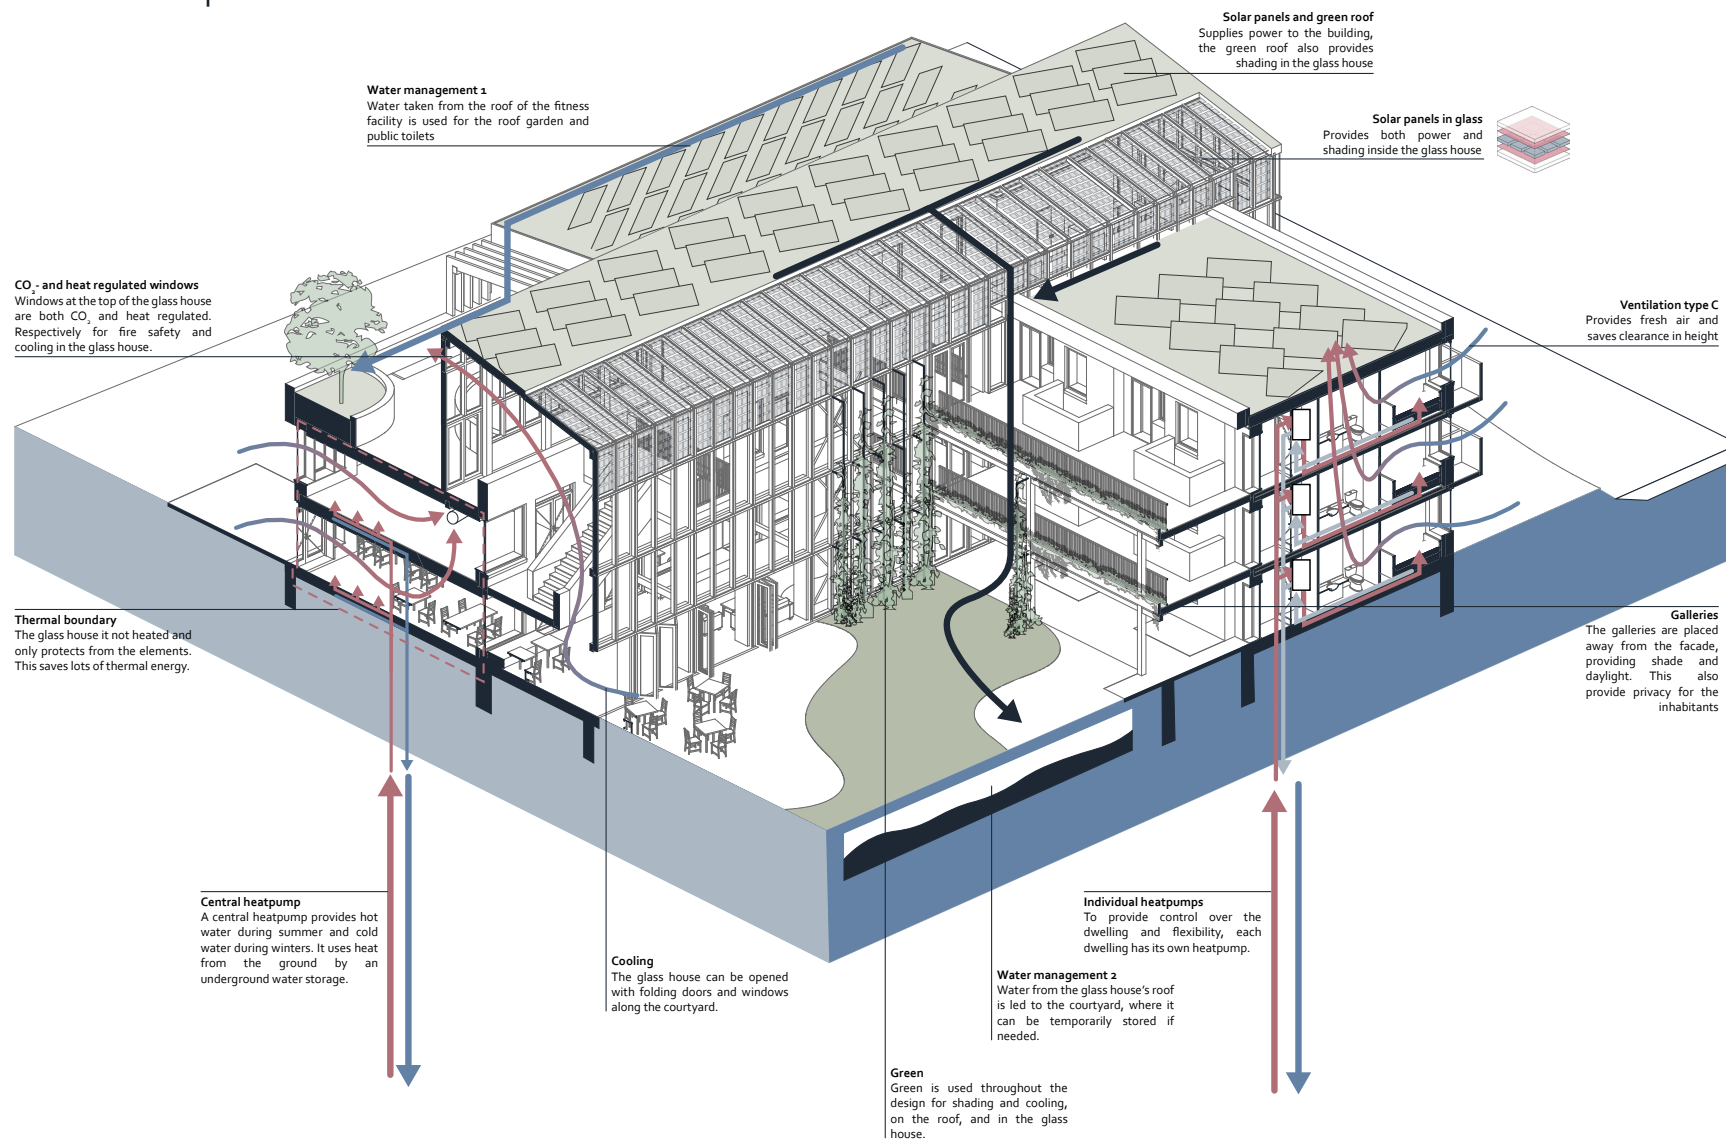 Solar panels and green roof
Supplies power to the building,
the green roof also provides
shading in the glass house
Water management 1
Water taken from the roof of the fitness
facility is used for the roof garden and
public toilets
Solar panels in glass
Provides both power and
shading inside the glass house
CO₂- and heat regulated windows
Windows at the top of the glass house
are both CO₂ and heat regulated.
Respectively for fire safety and
cooling in the glass house.
Ventilation type C
Provides fresh air and
saves clearance in height
Thermal boundary
The glass house it not heated and
only protects from the elements.
This saves lots of thermal energy.
Galleries
The galleries are placed
away from the facade,
providing shade and
daylight. This also
provide privacy for the
inhabitants
Central heatpump
A central heatpump provides hot
water during summer and cold
water during winters. It uses heat
from the ground by an
underground water storage.
Individual heatpumps
To provide control over the
dwelling and flexibility, each
dwelling has its own heatpump.
Cooling
The glass house can be opened
with folding doors and windows
along the courtyard.
Water management 2
Water from the glass house's roof
is led to the courtyard, where it
can be temporarily stored if
needed.
Green
Green is used throughout the
design for shading and cooling,
on the roof, and in the glass
house.